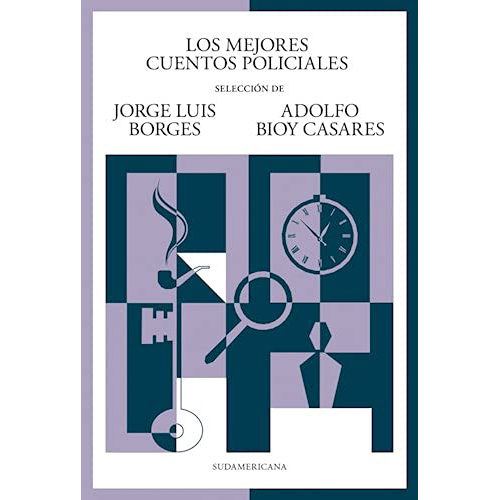 LOS MEJORES
CUENTOS POLICIALES
SELECCIÓN DE
JORGE LUIS
BORGES
ADOLFO
BIOY CASARES
SUDAMERICANA